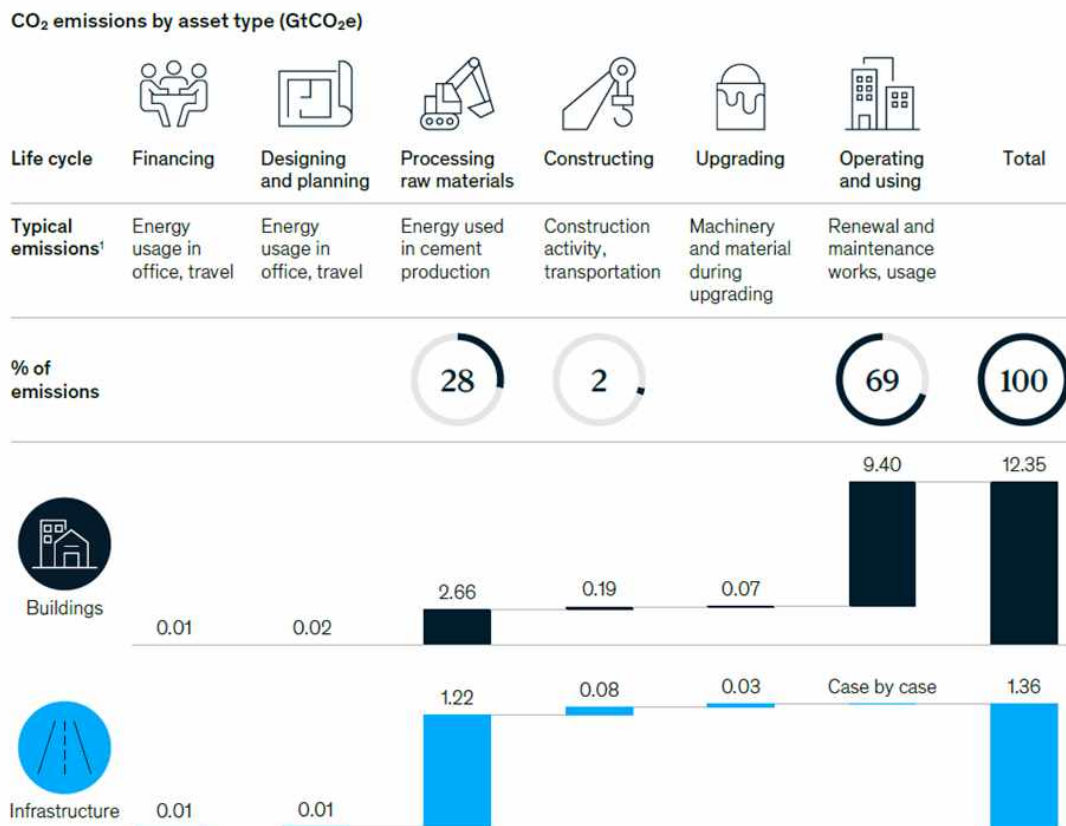 CO₂ emissions by asset type (GtCO₂e)
Life cycle
Financing
Designing
and planning
Processing
raw materials
Constructing
Upgrading
Operating
and using
Total
Typical
emissions¹
Energy
usage in
office, travel
Energy
usage in
office, travel
Energy used
in cement
production
Construction
activity,
transportation
Machinery
and material
during
upgrading
Renewal and
maintenance
works, usage
% of
emissions
28
2
69
100
Buildings
0.01
0.02
2.66
0.19
0.07
9.40
12.35
Infrastructure
0.01
0.01
1.22
0.08
0.03
Case by case
1.36